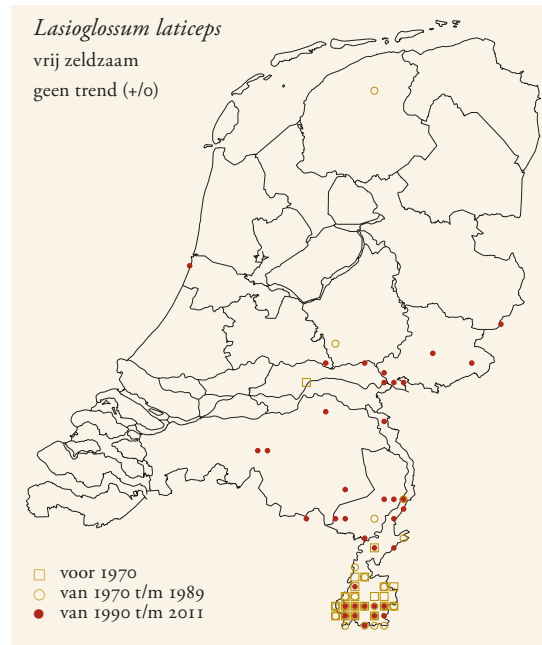 Lasioglossum laticeps
vrij zeldzaam
geen trend (+/0)
voor 1970
van 1970 t/m 1989
van 1990 t/m 2011